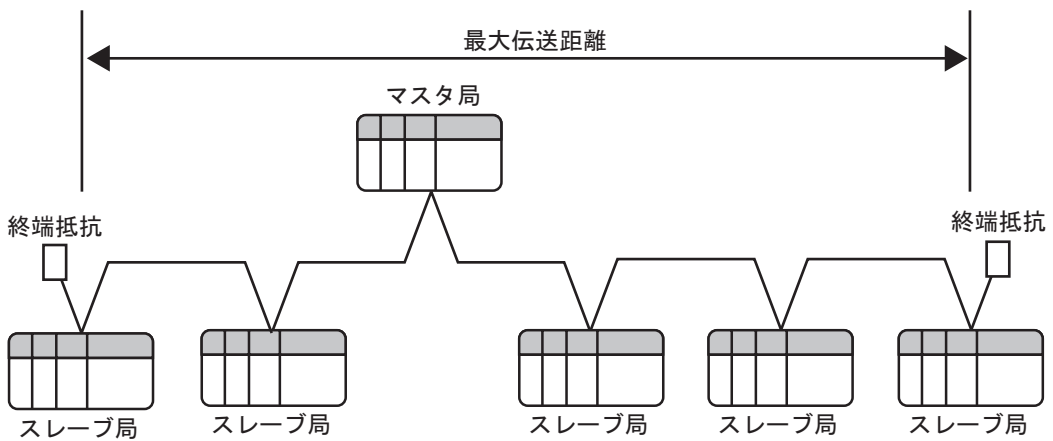 最大伝送距離
マスタ局
終端抵抗
終端抵抗
スレーブ局
スレーブ局
スレーブ局
スレーブ局
スレーブ局